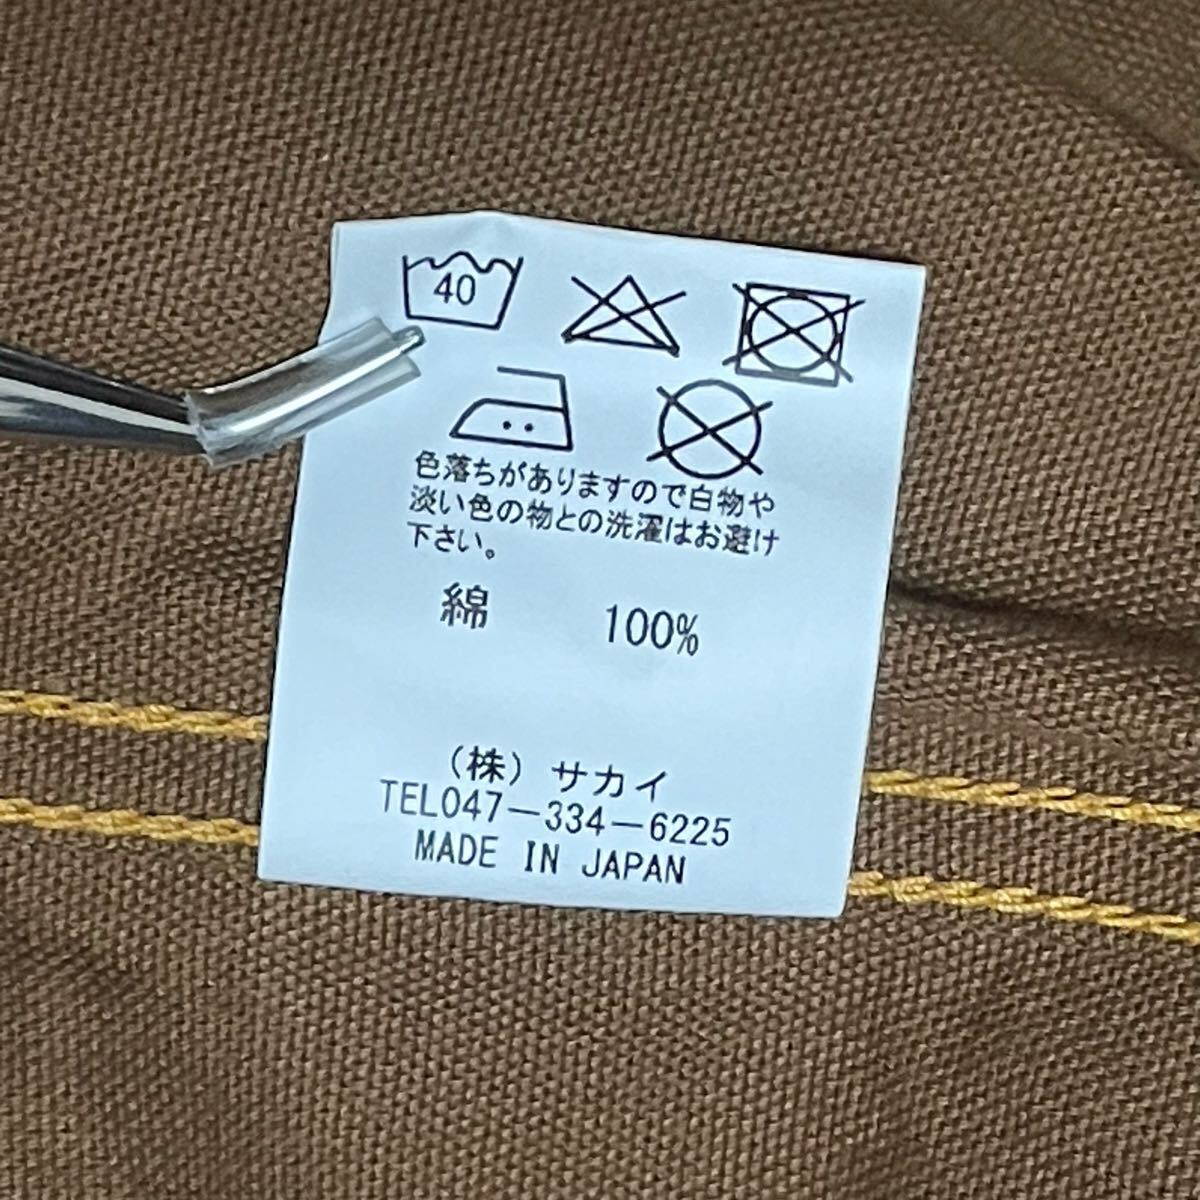 40
色落ちがありますので白物や
淡い色の物との洗濯はお避け
下さい。
綿 100%
（株）サカイ
TEL047－334－6225
MADE IN JAPAN